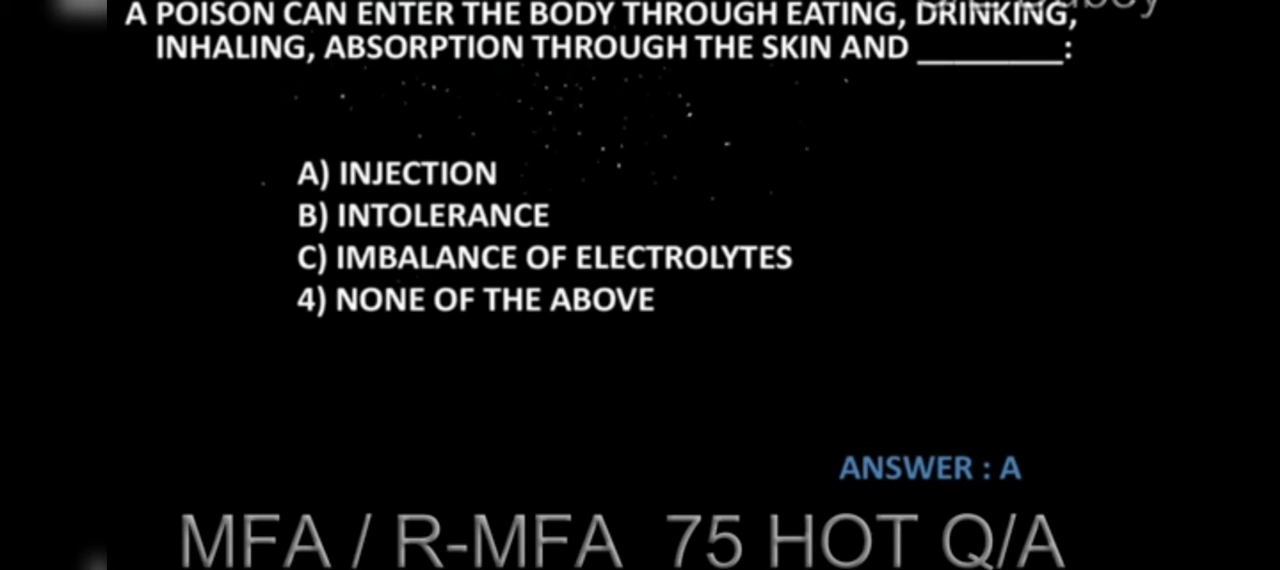 A POISON CAN ENTER THE BODY THROUGH EATING, DRINKING,
INHALING, ABSORPTION THROUGH THE SKIN AND _________:
A) INJECTION
B) INTOLERANCE
C) IMBALANCE OF ELECTROLYTES
4) NONE OF THE ABOVE
ANSWER : A
MFA / R-MFA 75 HOT Q/A